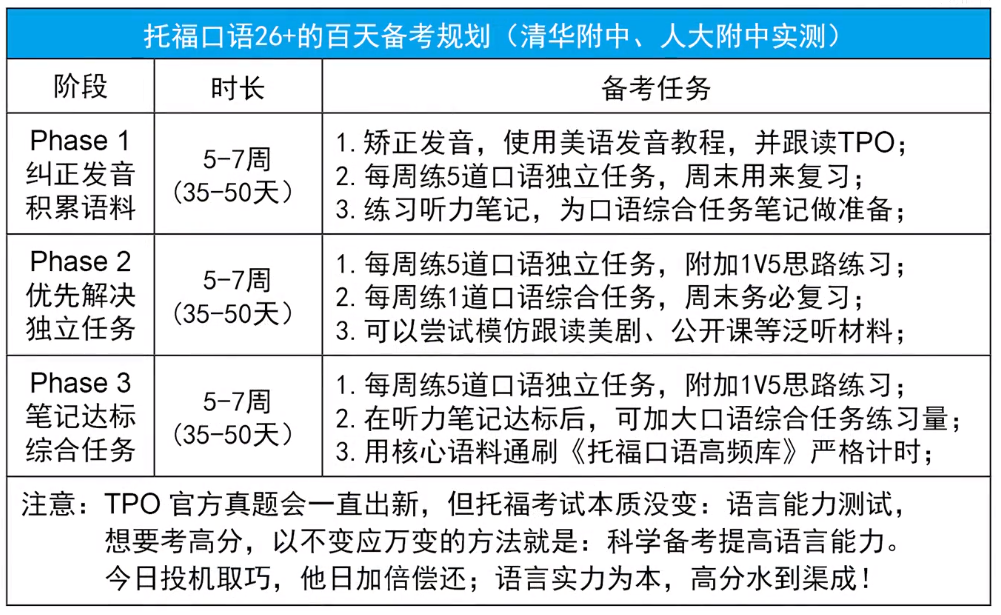 托福口语26+的百天备考规划（清华附中、人大附中实测）
阶段 时长 备考任务
Phase 1
纠正发音
积累语料
5-7周
(35-50天)
1. 矫正发音，使用美语发音教程，并跟读TPO；
2. 每周练5道口语独立任务，周末用来复习；
3. 练习听力笔记，为口语综合任务笔记做准备；
Phase 2
优先解决
独立任务
5-7周
(35-50天)
1. 每周练5道口语独立任务，附加1V5思路练习；
2. 每周练1道口语综合任务，周末务必复习；
3. 可以尝试模仿跟读美剧、公开课等泛听材料；
Phase 3
笔记达标
综合任务
5-7周
(35-50天)
1. 每周练5道口语独立任务，附加1V5思路练习；
2. 在听力笔记达标后，可加大口语综合任务练习量；
3. 用核心语料通刷《托福口语高频库》严格计时；
注意：TPO 官方真题会一直出新，但托福考试本质没变：语言能力测试，
想要考高分，以不变应万变的方法就是：科学备考提高语言能力。
今日投机取巧，他日加倍偿还；语言实力为本，高分水到渠成！